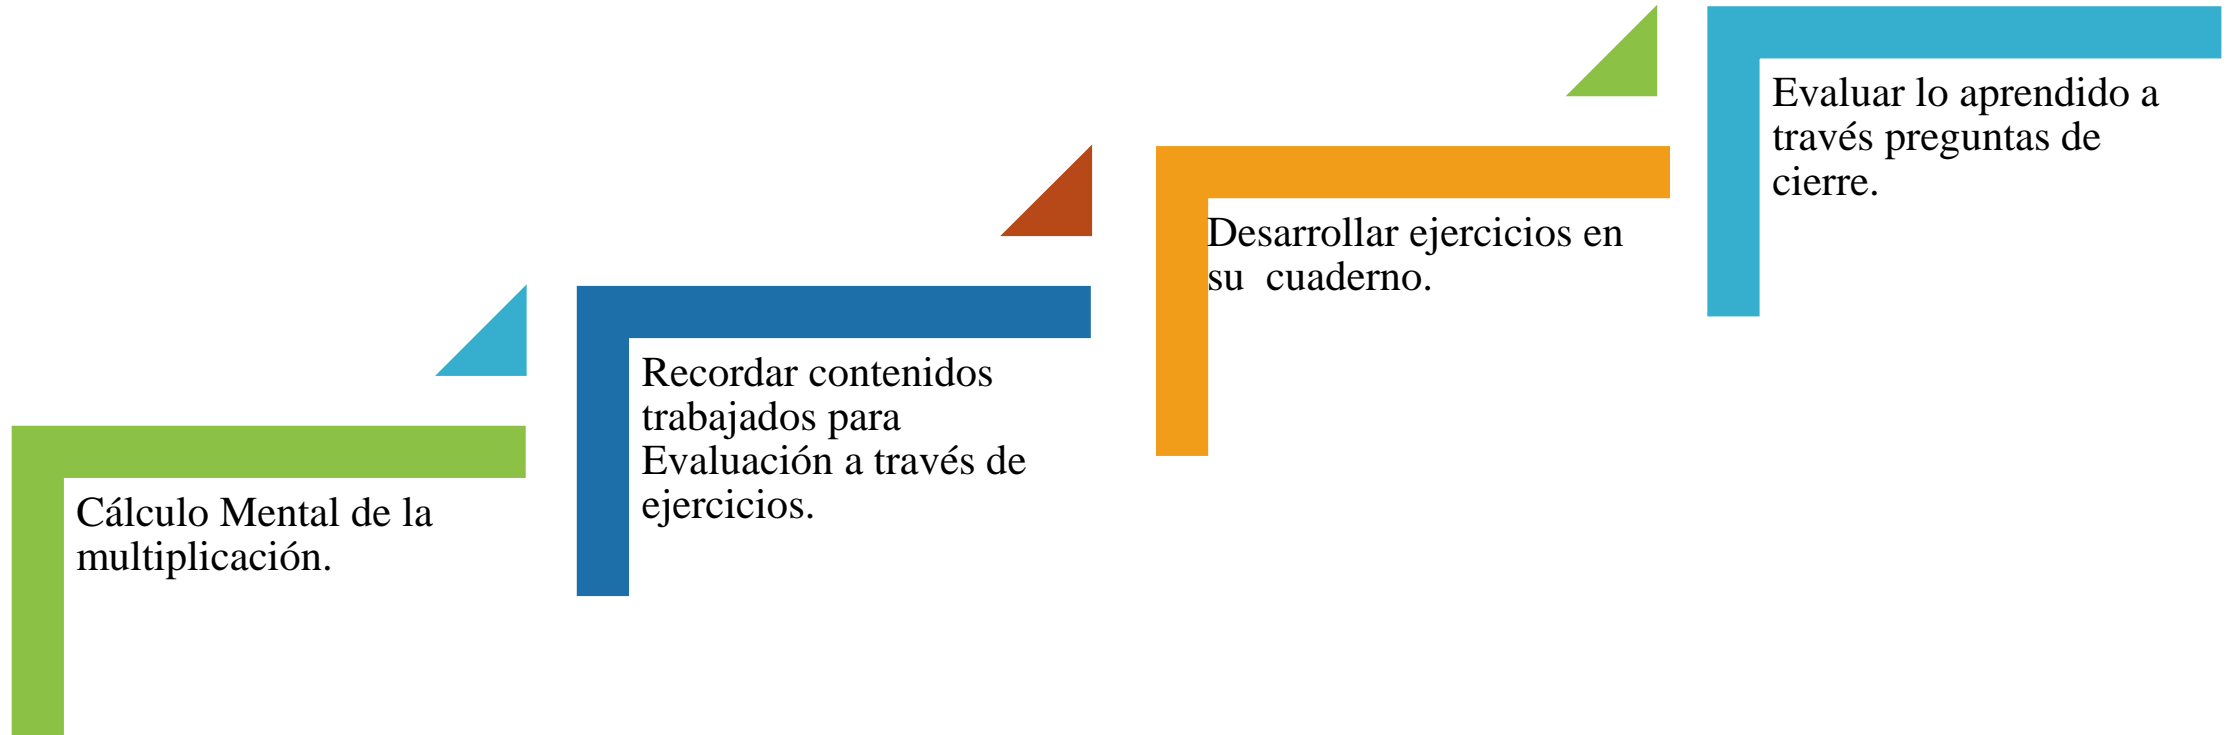 Cálculo Mental de la
multiplicación.
Recordar contenidos
trabajados para
Evaluación a través de
ejercicios.
Desarrollar ejercicios en
su  cuaderno.
Evaluar lo aprendido a
través preguntas de
cierre.